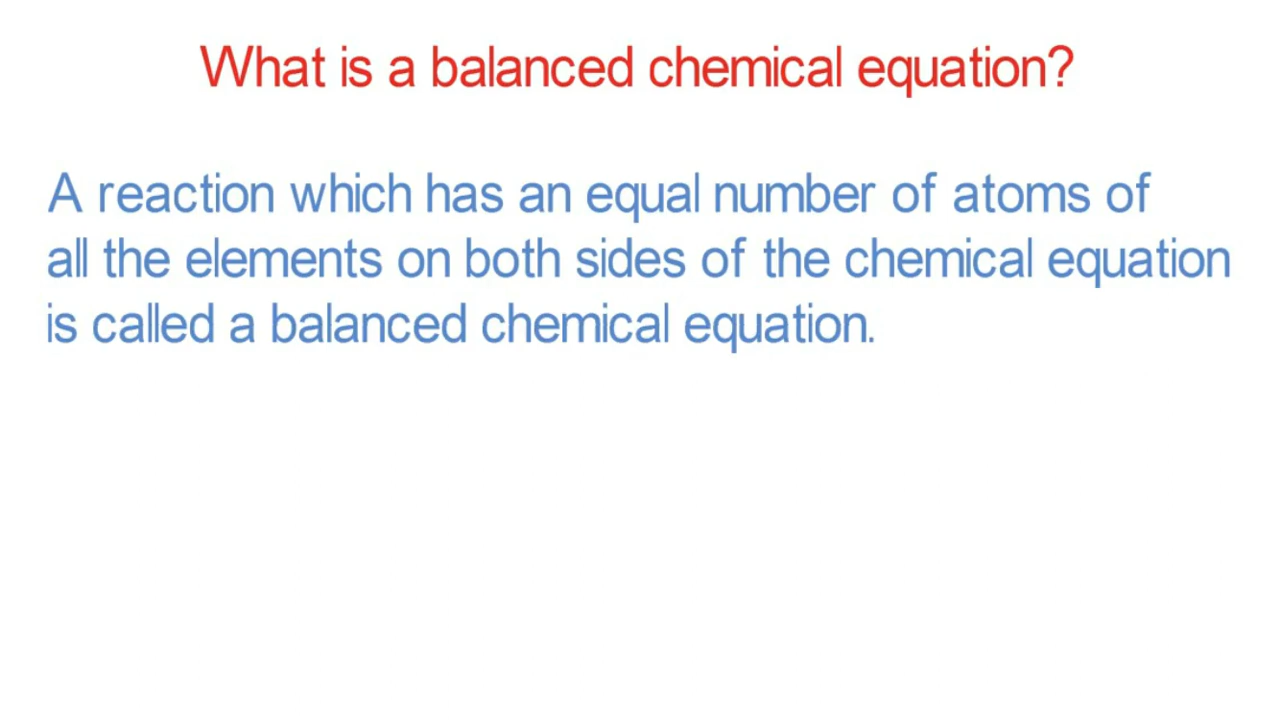 What is a balanced chemical equation?
A reaction which has an equal number of atoms of
all the elements on both sides of the chemical equation
is called a balanced chemical equation.